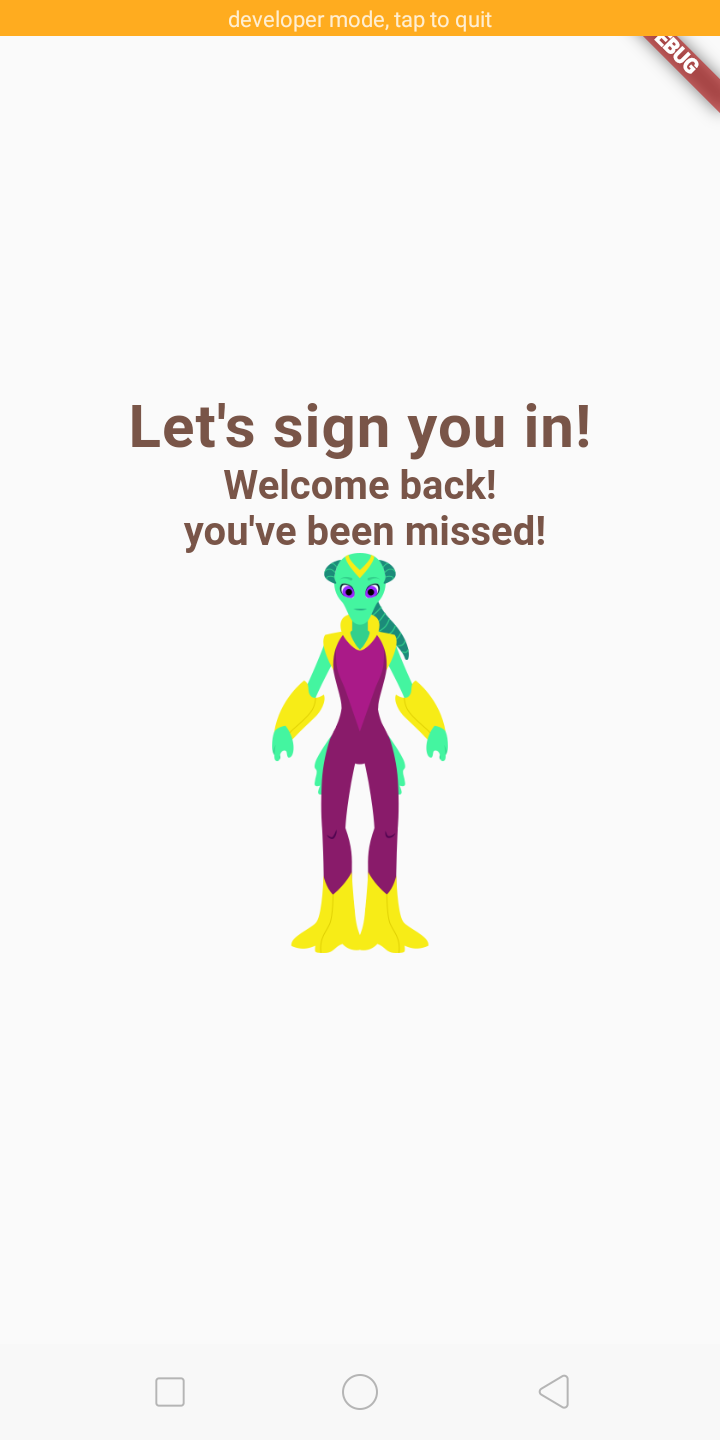 developer mode, tap to quit
EBUG
Let's sign you in!
Welcome back!
you've been missed!